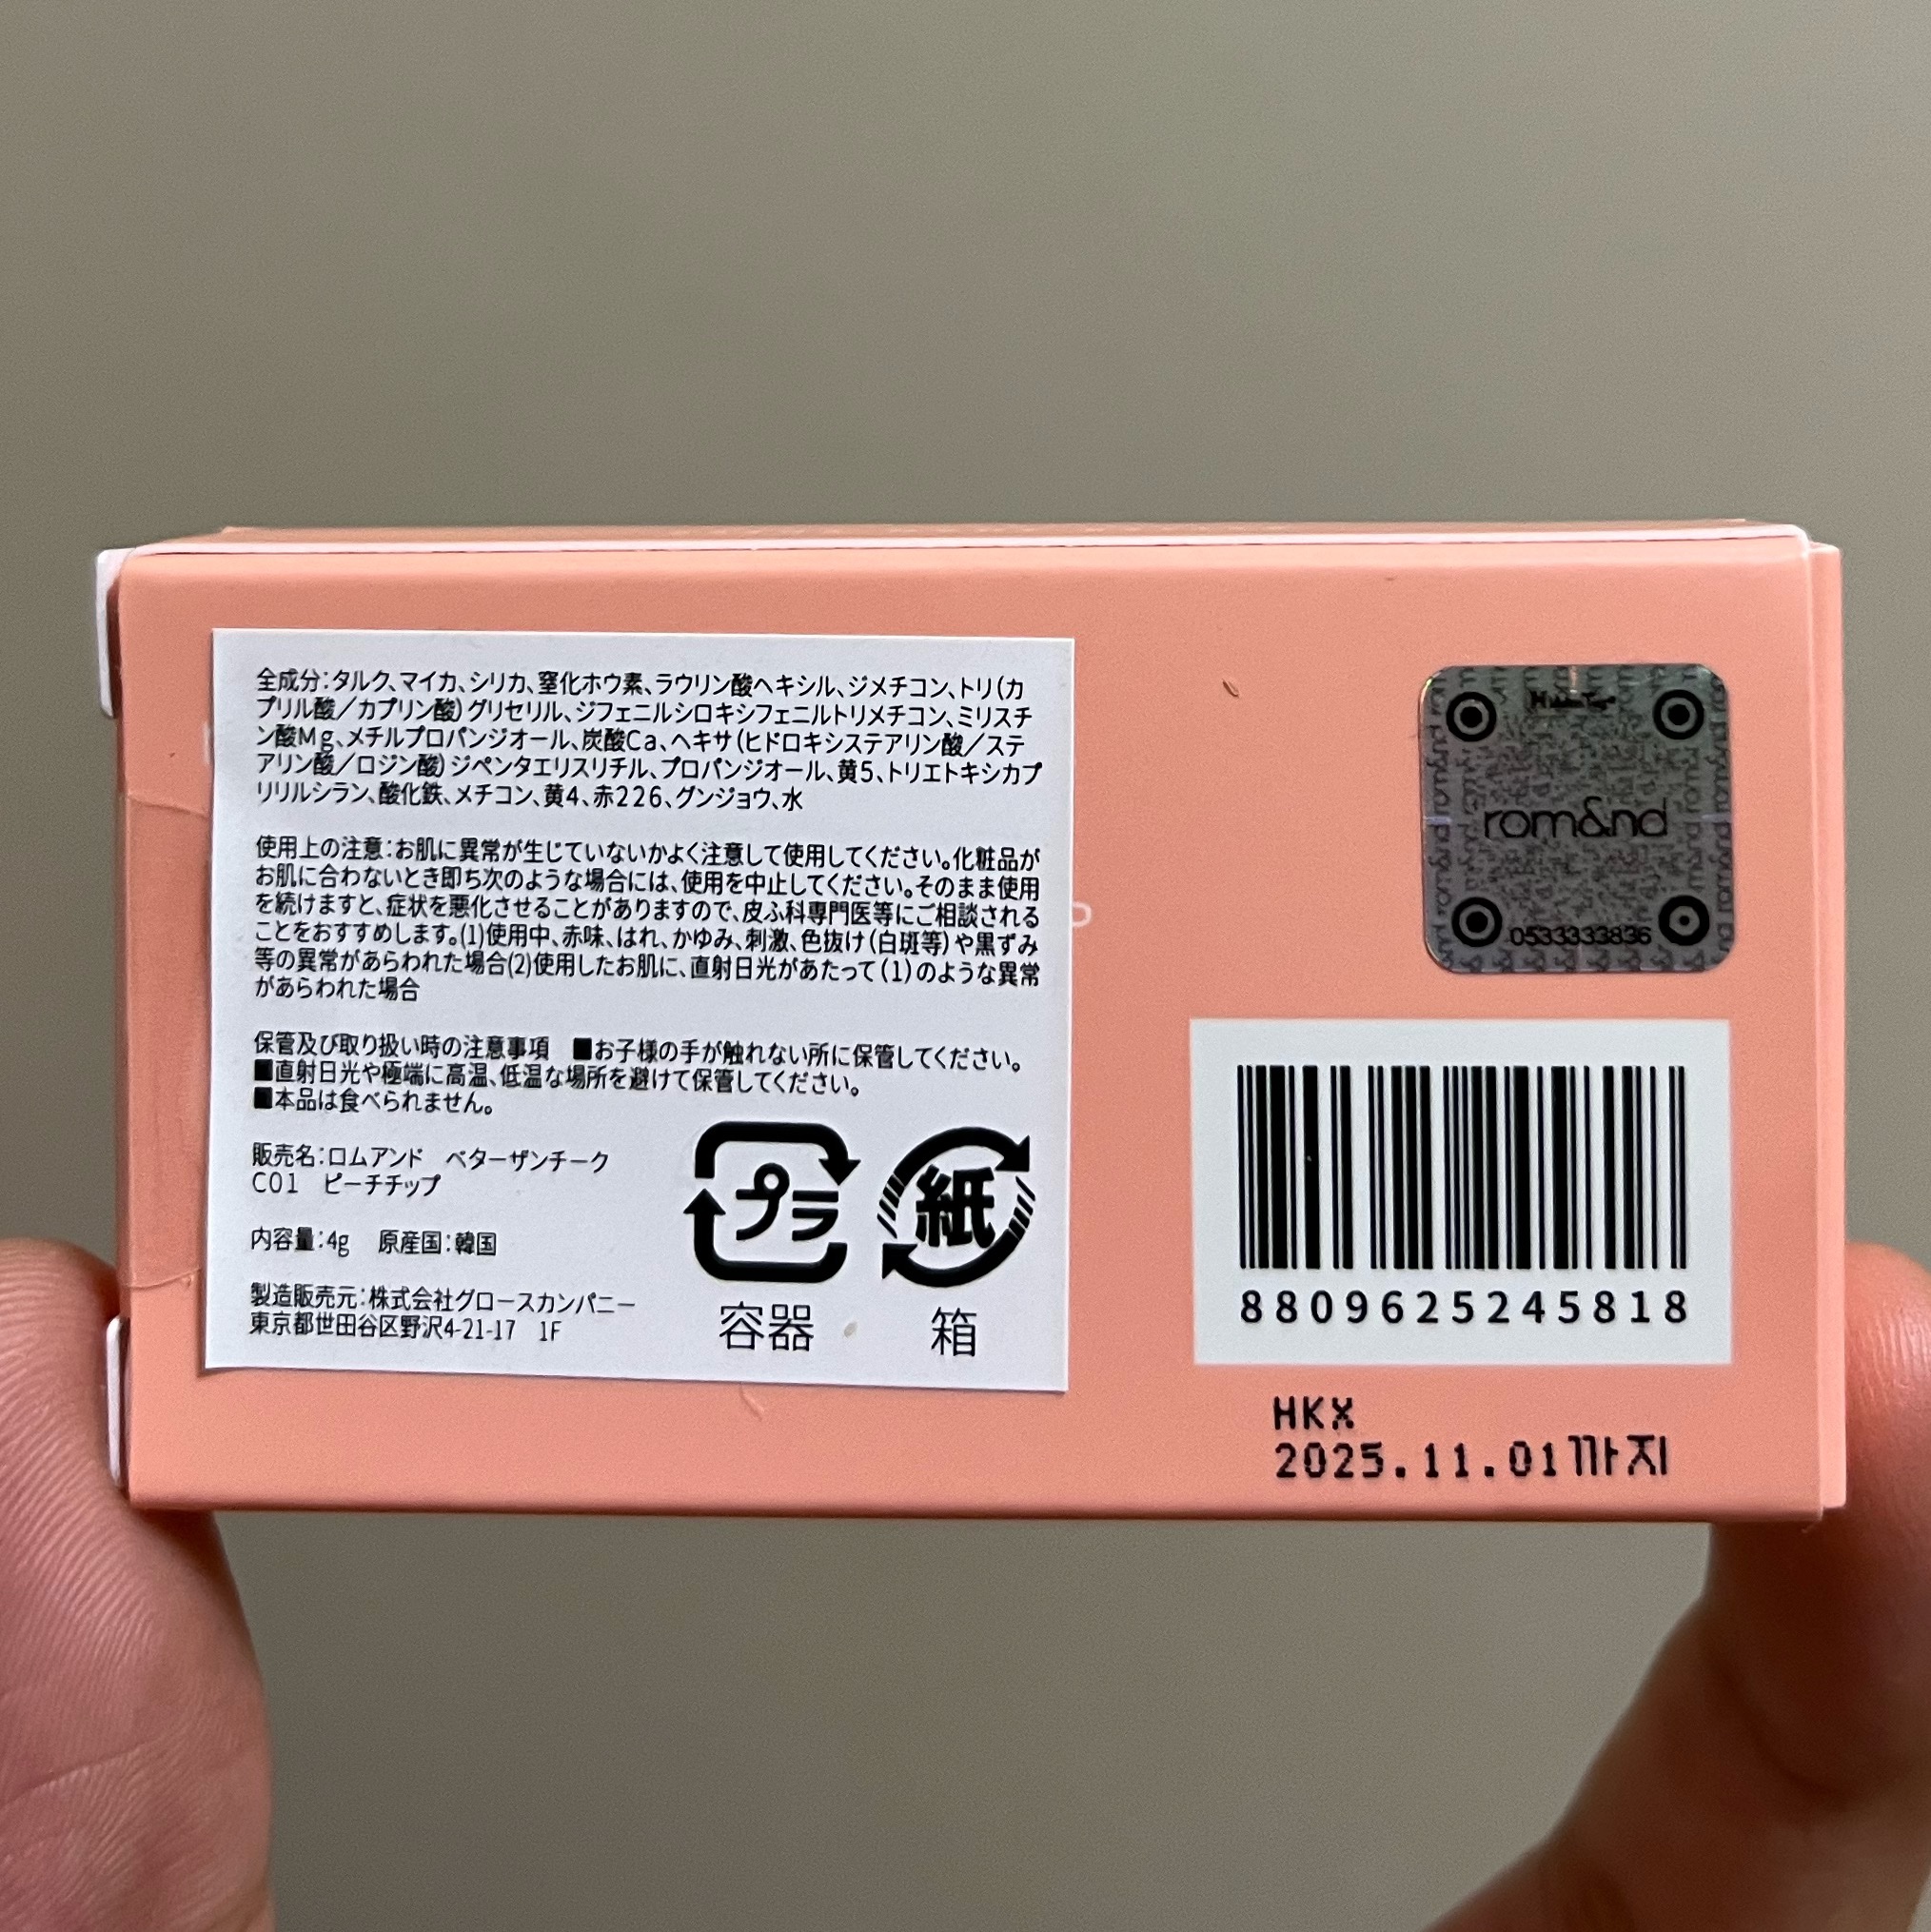 全成分:タルク、マイカ、シリカ、窒化ホウ素、ラウリン酸ヘキシル、ジメチコン、トリ(カ
プリル酸/カプリン酸)グリセリル、ジフェニルシロキシフェニルトリメチコン、ミリスチ
ン酸Mg、メチルプロパンジオール、炭酸Ca、ヘキサ(ヒドロキシステアリン酸/ステ
アリン酸/ロジン酸)ジペンタエリスリチル、プロパンジオール、黄5、トリエトキシカプ
リリルシラン、酸化鉄、メチコン、黄4、赤226、グンジョウ、水
使用上の注意:お肌に異常が生じていないかよく注意して使用してください。化粧品が
お肌に合わないとき即ち次のような場合には、使用を中止してください。そのまま使用
を続けますと、症状を悪化させることがありますので、皮ふ科専門医等にご相談される
ことをおすすめします。(1)使用中、赤味、はれ、かゆみ、刺激、色抜け(白斑等)や黒ずみ
等の異常があらわれた場合(2)使用したお肌に、直射日光があたって(1)のような異常
があらわれた場合
保管及び取り扱い時の注意事項 ■お子様の手が触れない所に保管してください。
■直射日光や極端に高温、低温な場所を避けて保管してください。
■本品は食べられません。
販売名:ロムアンド ベターザンチーク
C01 ピーチチップ
内容量:4g 原産国:韓国
製造販売元:株式会社グロースカンパニー
東京都世田谷区野沢4-21-17 1F
プラ
容器
紙
箱
rom&nd
0533333836
8809625245818
HKX
2025.11.01까지